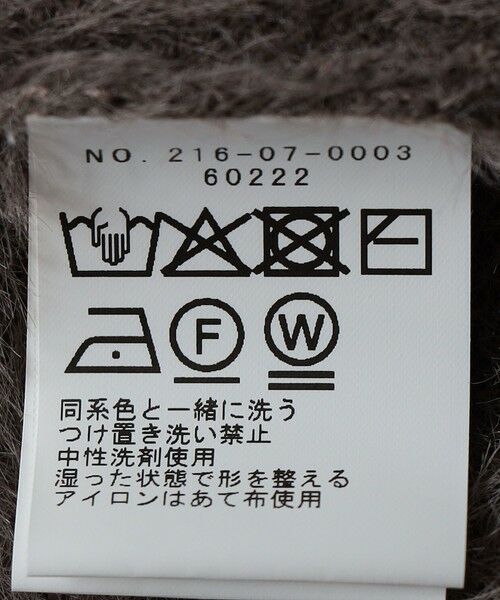 NO. 216-07-0003
60222
F W
同系色と一緒に洗う
つけ置き洗い禁止
中性洗剤使用
湿った状態で形を整える
アイロンはあて布使用